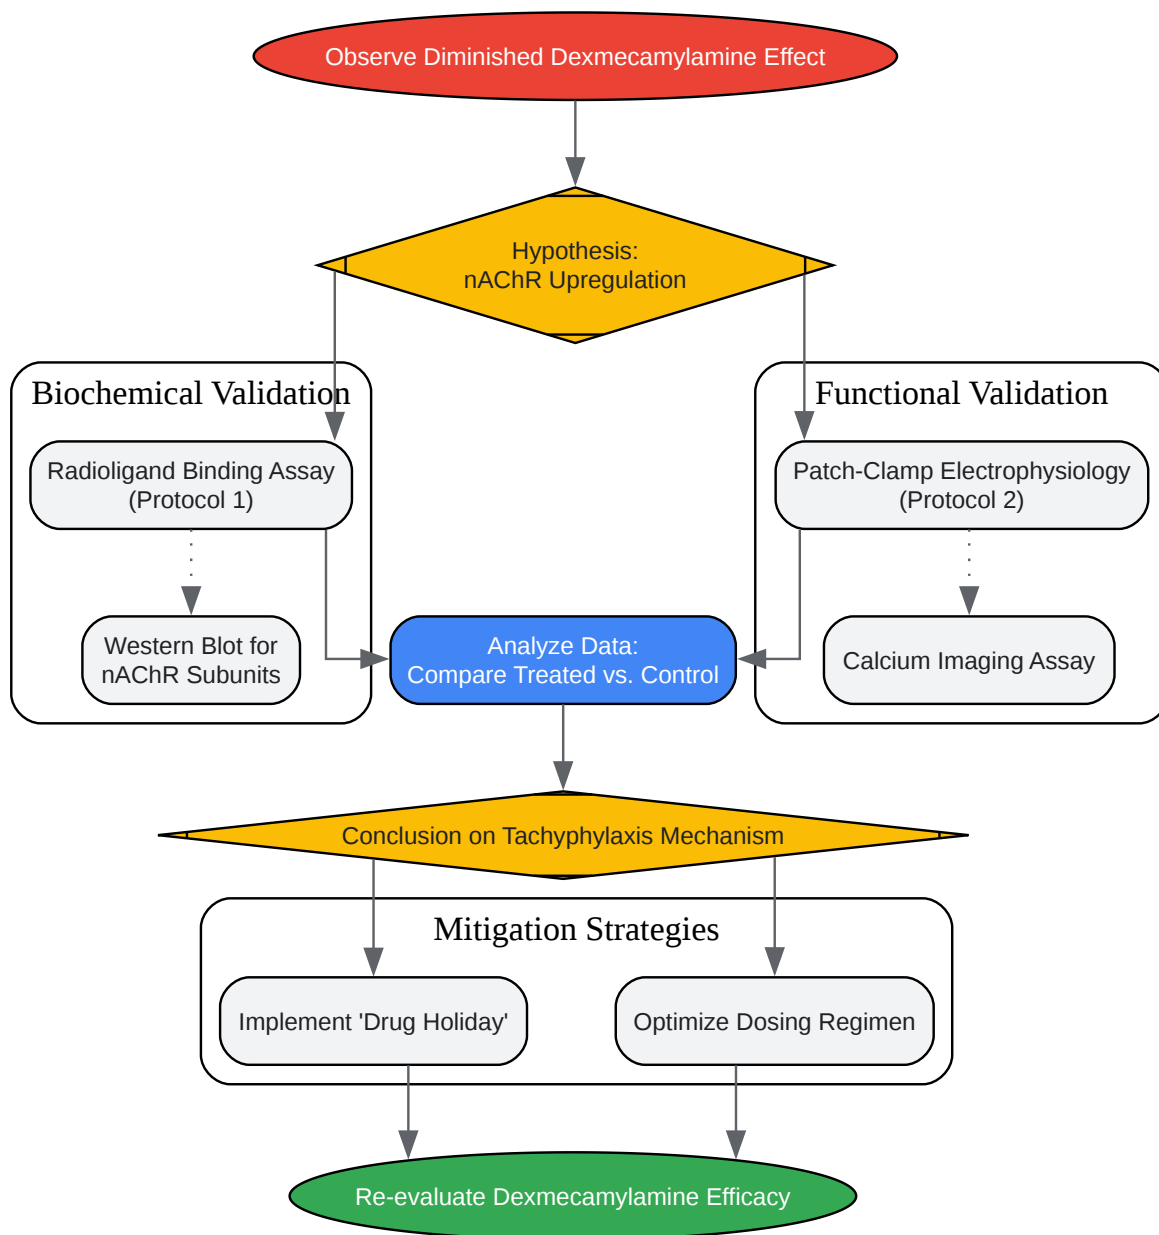 Observe Diminished Dexmecamylamine Effect
Hypothesis:
nAChR Upregulation
Biochemical Validation
Radioligand Binding Assay
(Protocol 1)
Western Blot for
nAChR Subunits
Functional Validation
Patch-Clamp Electrophysiology
(Protocol 2)
Calcium Imaging Assay
Analyze Data:
Compare Treated vs. Control
Conclusion on Tachyphylaxis Mechanism
Mitigation Strategies
Implement 'Drug Holiday'
Optimize Dosing Regimen
Re-evaluate Dexmecamylamine Efficacy